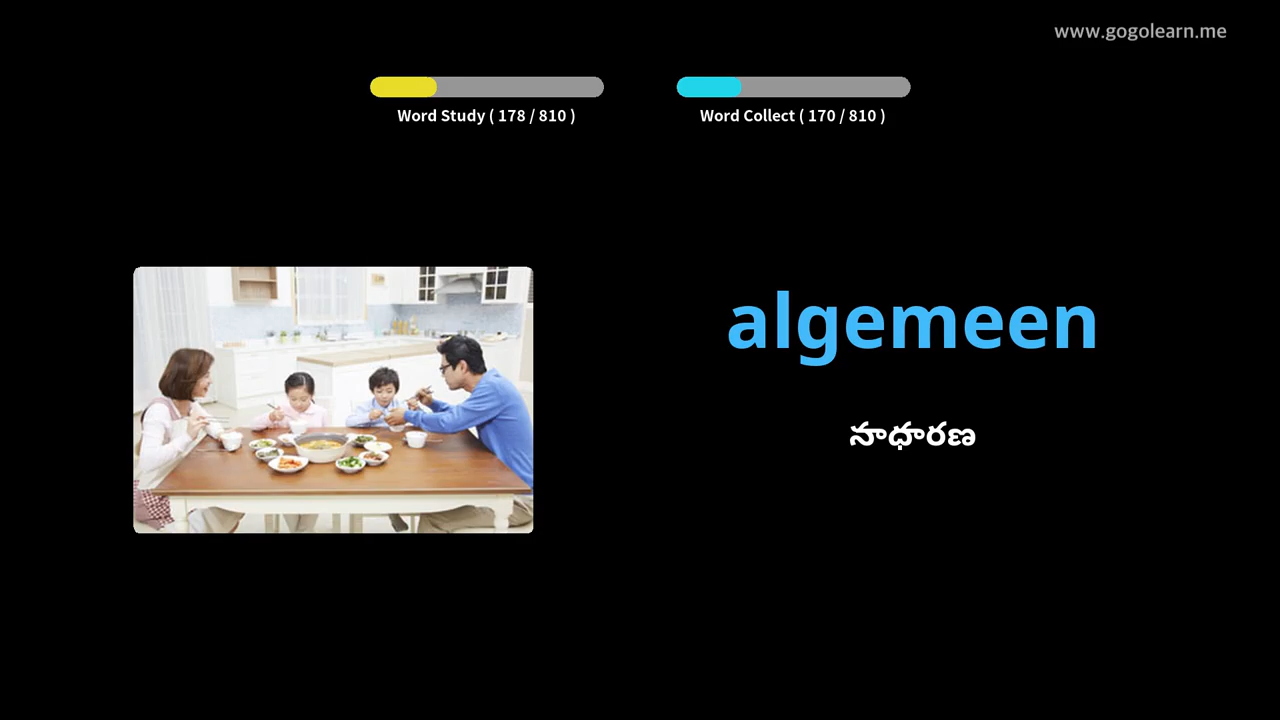 www.gogolearn.me
Word Study ( 178 / 810 )
Word Collect ( 170 / 810 )
algemeen
సాధారణ